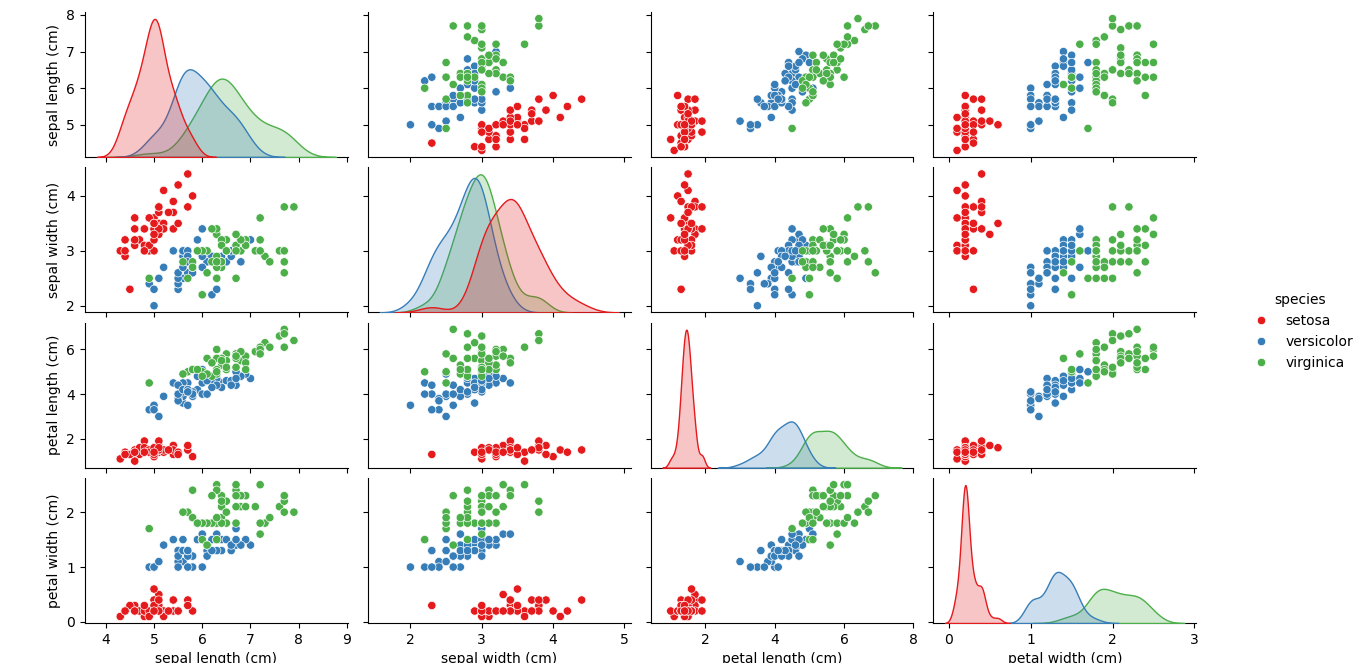 sepal length (cm)
8
7
6
5
sepal width (cm)
4
3
2
petal length (cm)
6
4
2
petal width (cm)
2
1
0
4 5 6 7 8 9
2 3 4 5
2 4 6 8
0 1 2 3
sepal length (cm)
sepal width (cm)
petal length (cm)
petal width (cm)
species
setosa
versicolor
virginica